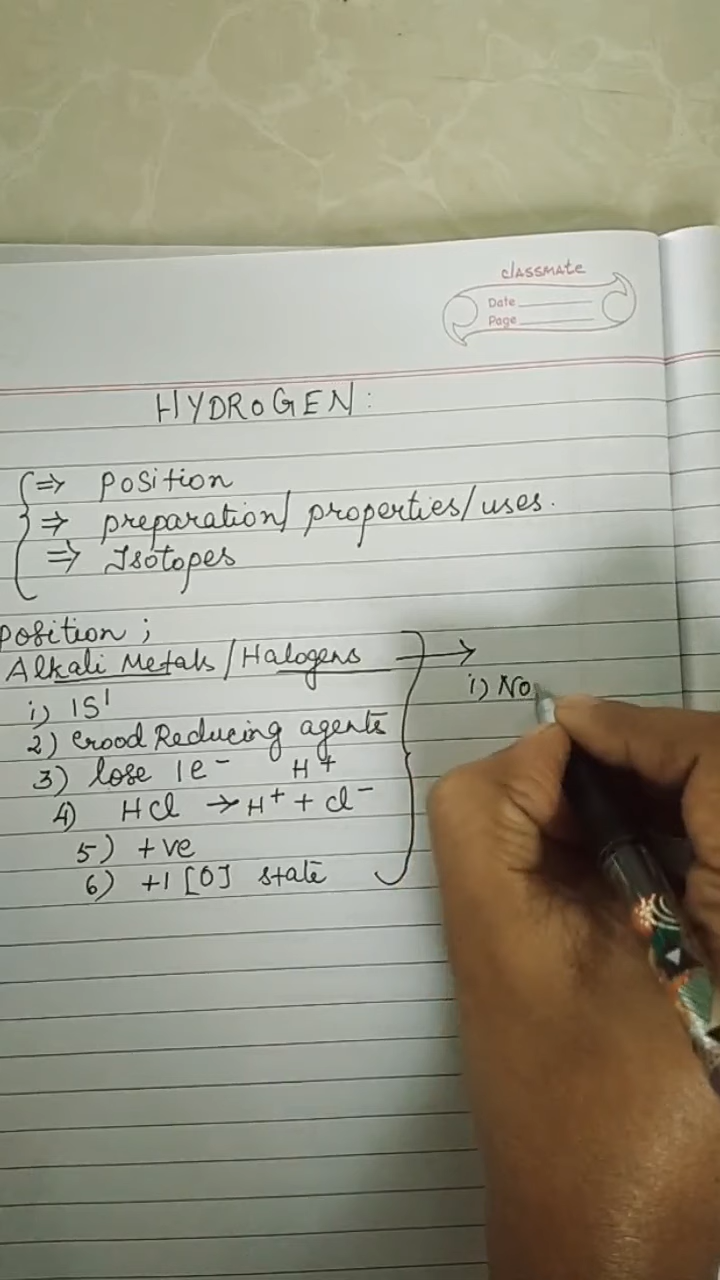 classmate
Date
Page
HYDROGEN:
⇒ Position
⇒ preparation/ properties/uses.
⇒ Isotopes
position ;
Alkali Metals / Halogens →
i) 1S¹
2) Good Reducing agents
3) lose 1e⁻ H⁺
4) HCl → H⁺ + Cl⁻
5) +ve
6) +1 [O] state
i) No